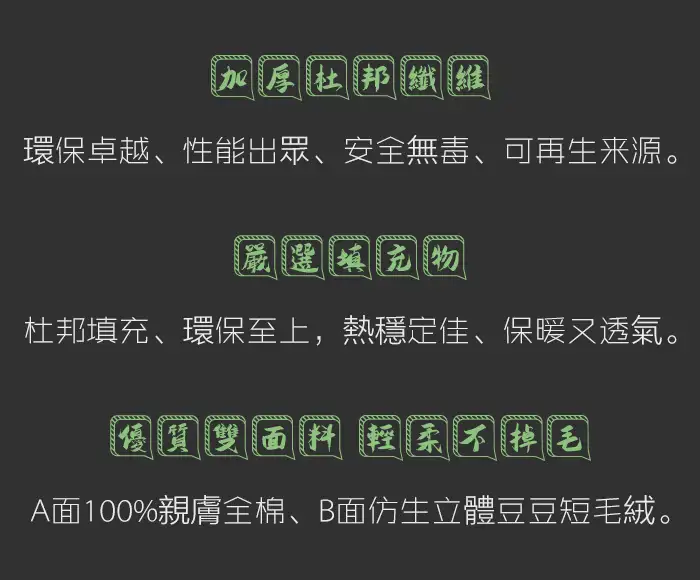 加厚杜邦纖維
環保卓越、性能出眾、安全無毒、可再生来源。
嚴選填充物
杜邦填充、環保至上，熱穩定佳、保暖又透氣。
優質雙面料 輕柔不掉毛
A面100%親膚全棉、B面仿生立體豆豆短毛絨。